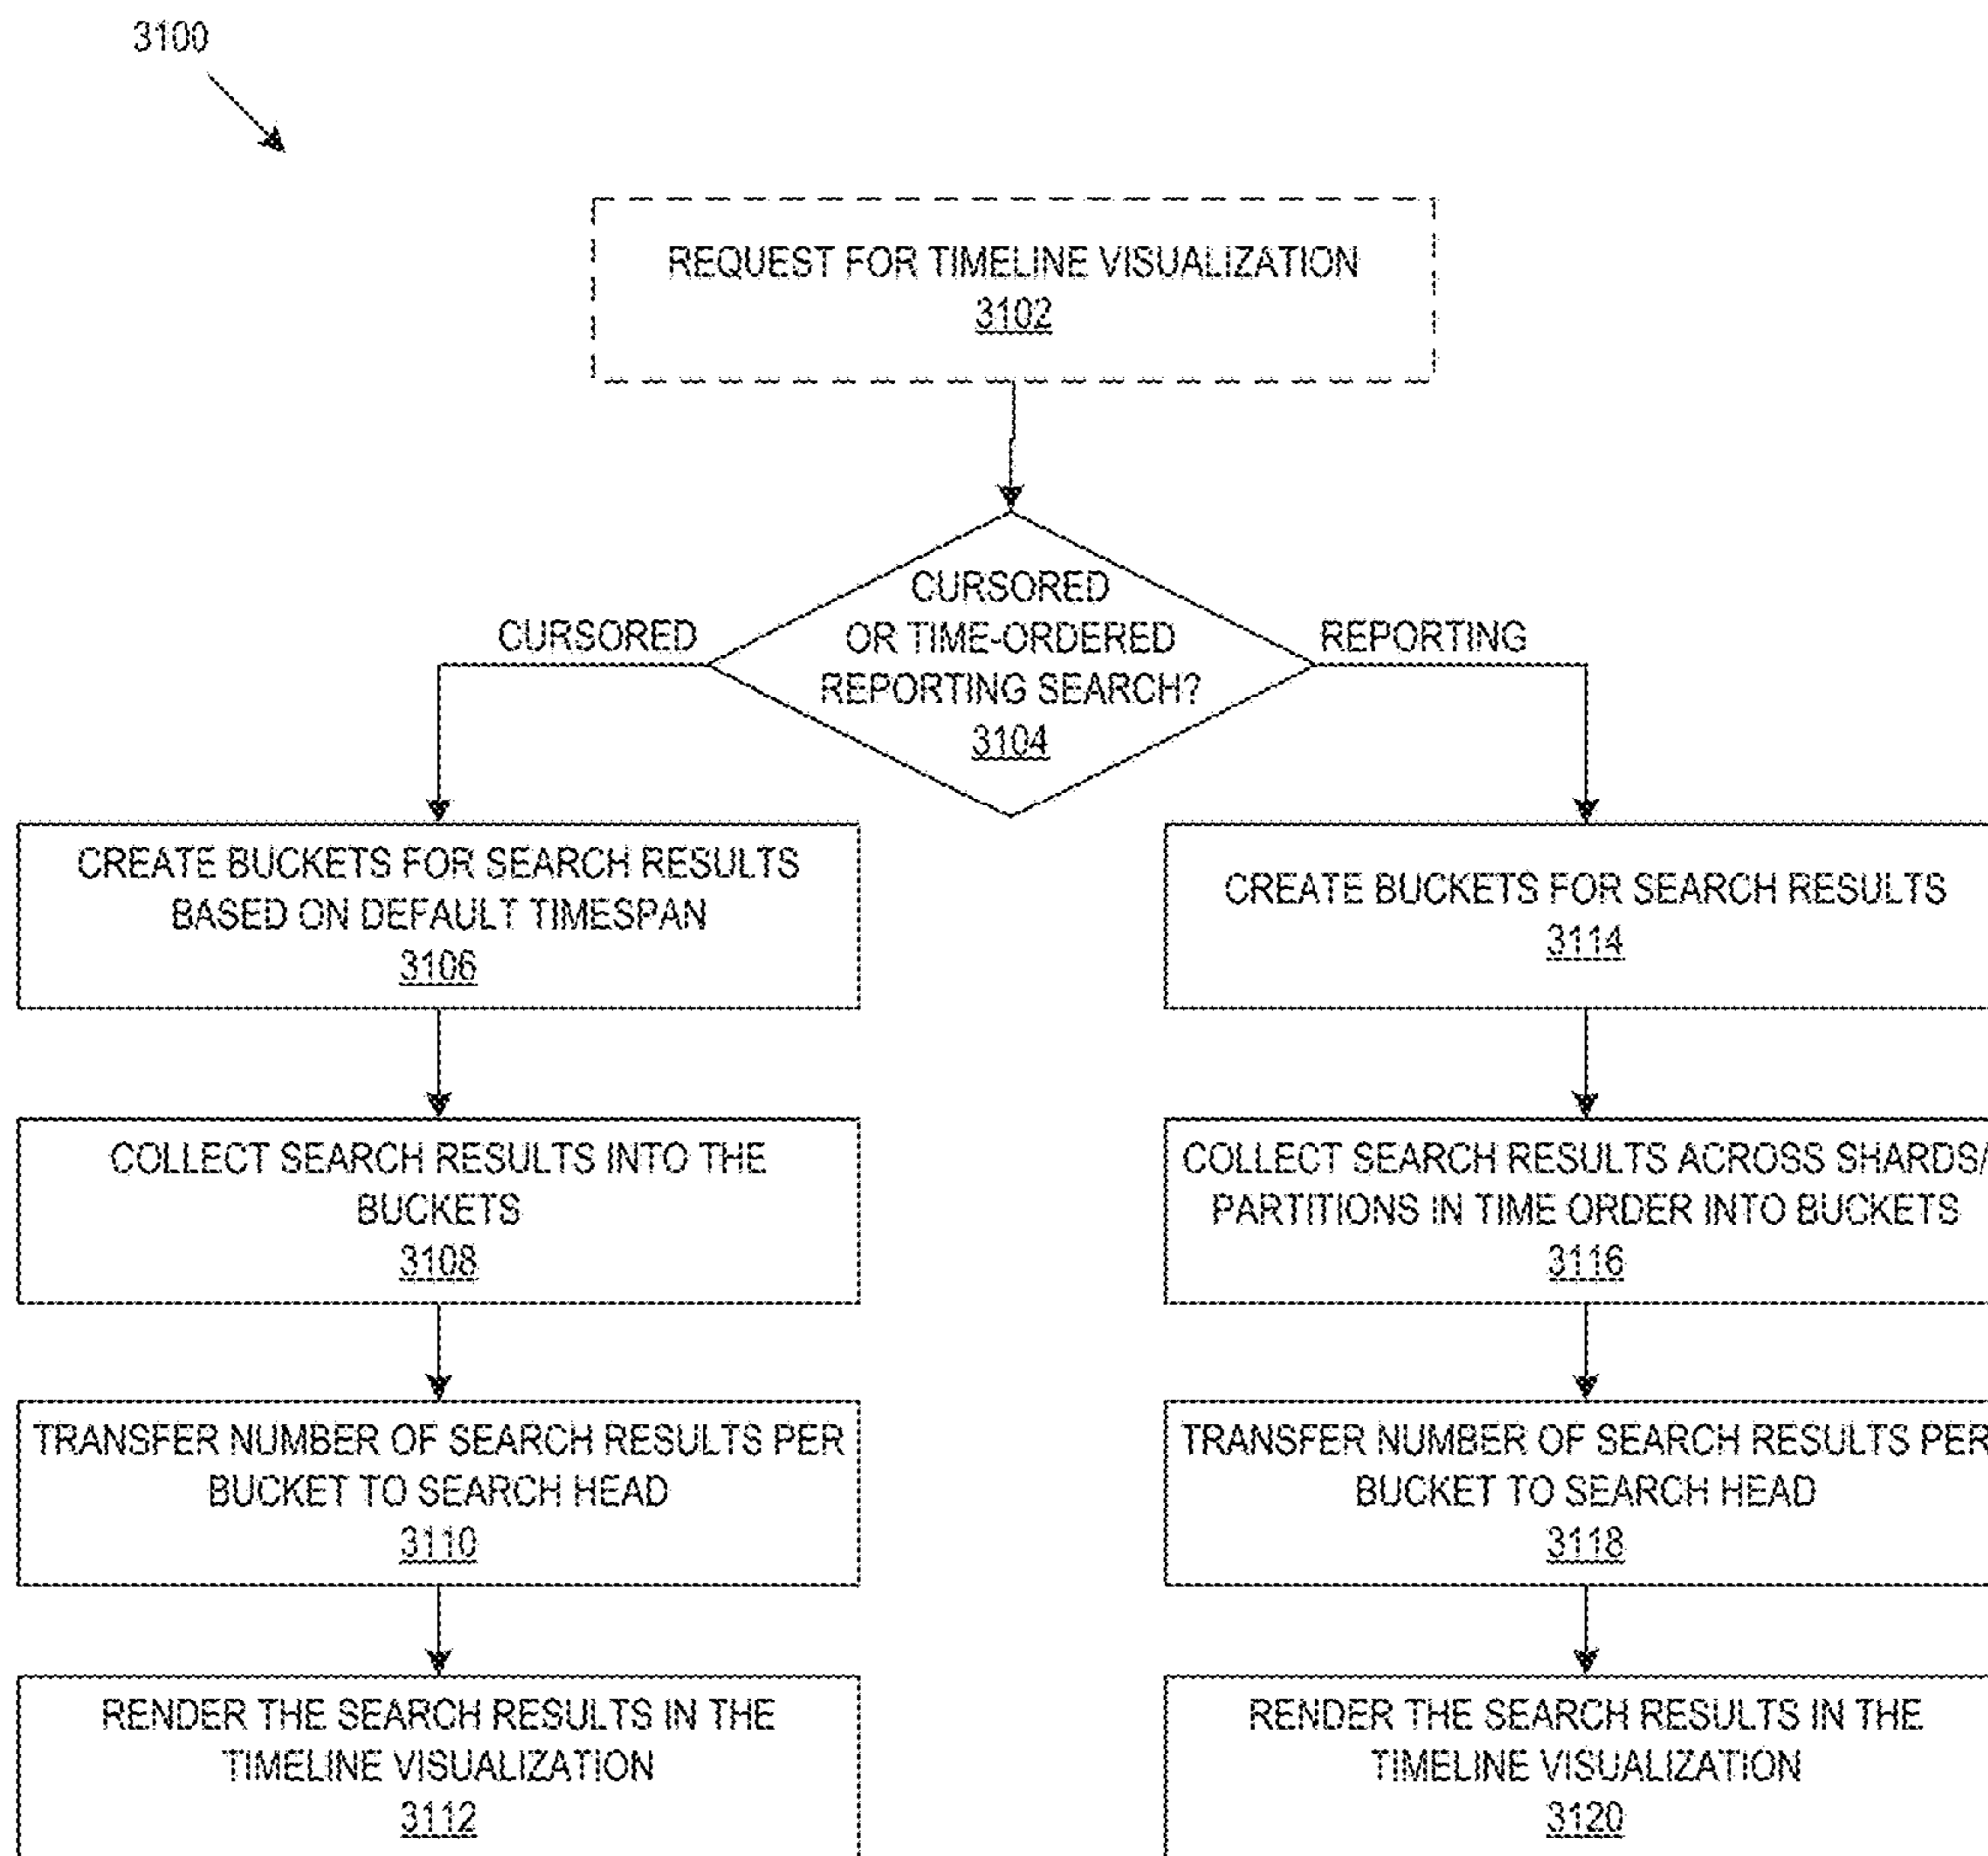 3100
REQUEST FOR TIMELINE VISUALIZATION
3102
CURSORED
OR TIME-ORDERED
REPORTING SEARCH?
3104
CURSORED
REPORTING
CREATE BUCKETS FOR SEARCH RESULTS
BASED ON DEFAULT TIMESPAN
3106
COLLECT SEARCH RESULTS INTO THE
BUCKETS
3108
TRANSFER NUMBER OF SEARCH RESULTS PER
BUCKET TO SEARCH HEAD
3110
RENDER THE SEARCH RESULTS IN THE
TIMELINE VISUALIZATION
3112
CREATE BUCKETS FOR SEARCH RESULTS
3114
COLLECT SEARCH RESULTS ACROSS SHARDS/
PARTITIONS IN TIME ORDER INTO BUCKETS
3116
TRANSFER NUMBER OF SEARCH RESULTS PER
BUCKET TO SEARCH HEAD
3118
RENDER THE SEARCH RESULTS IN THE
TIMELINE VISUALIZATION
3120